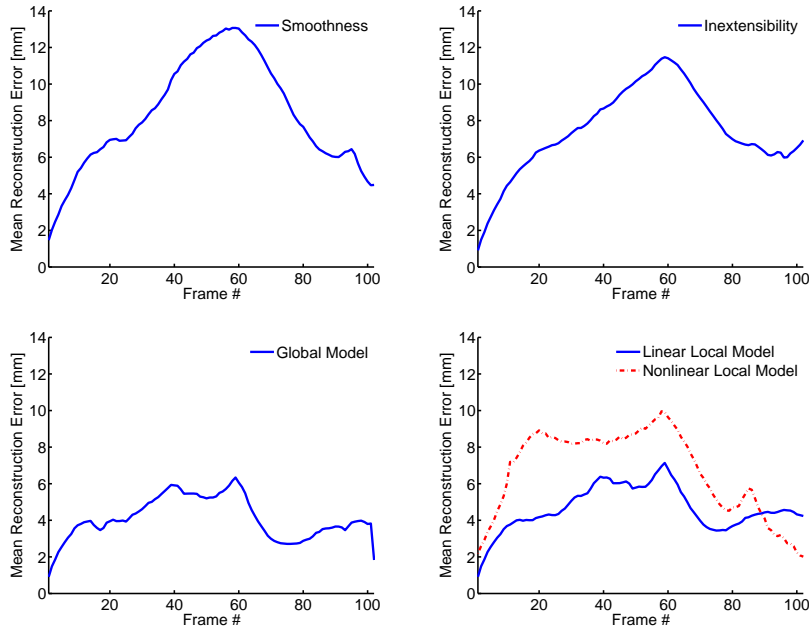 Smoothness
Mean Reconstruction Error [mm]
14
12
10
8
6
4
2
0
20 40 60 80 100
Frame #
Inextensibility
Mean Reconstruction Error [mm]
14
12
10
8
6
4
2
0
20 40 60 80 100
Frame #
Global Model
Mean Reconstruction Error [mm]
14
12
10
8
6
4
2
0
20 40 60 80 100
Frame #
Linear Local Model
Nonlinear Local Model
Mean Reconstruction Error [mm]
14
12
10
8
6
4
2
0
20 40 60 80 100
Frame #